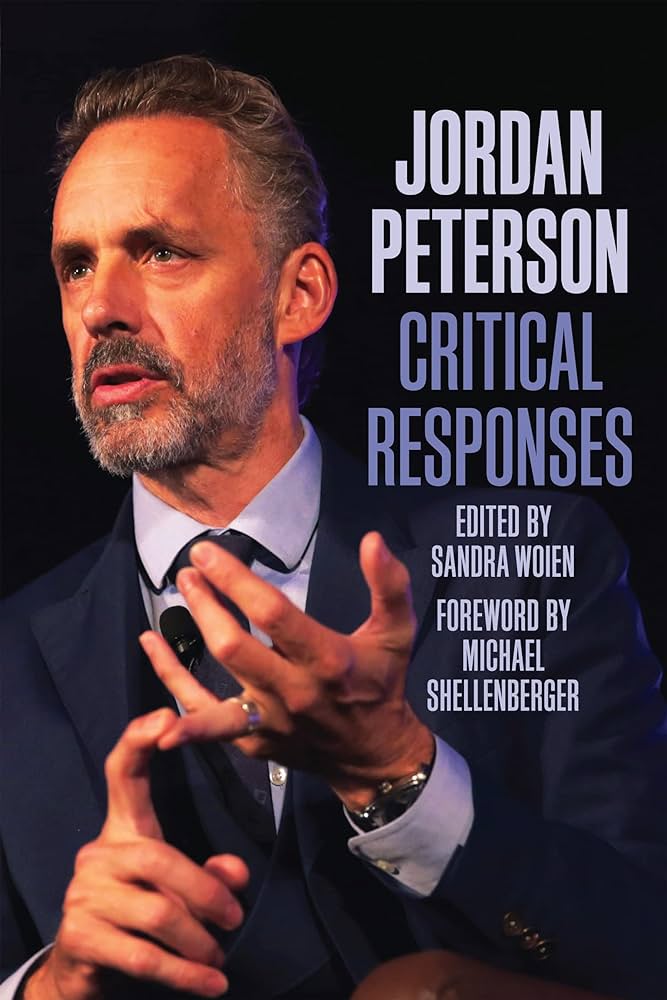 JORDAN
PETERSON
CRITICAL
RESPONSES
EDITED BY
SANDRA WOIEN
FOREWORD BY
MICHAEL
SHELLENBERGER